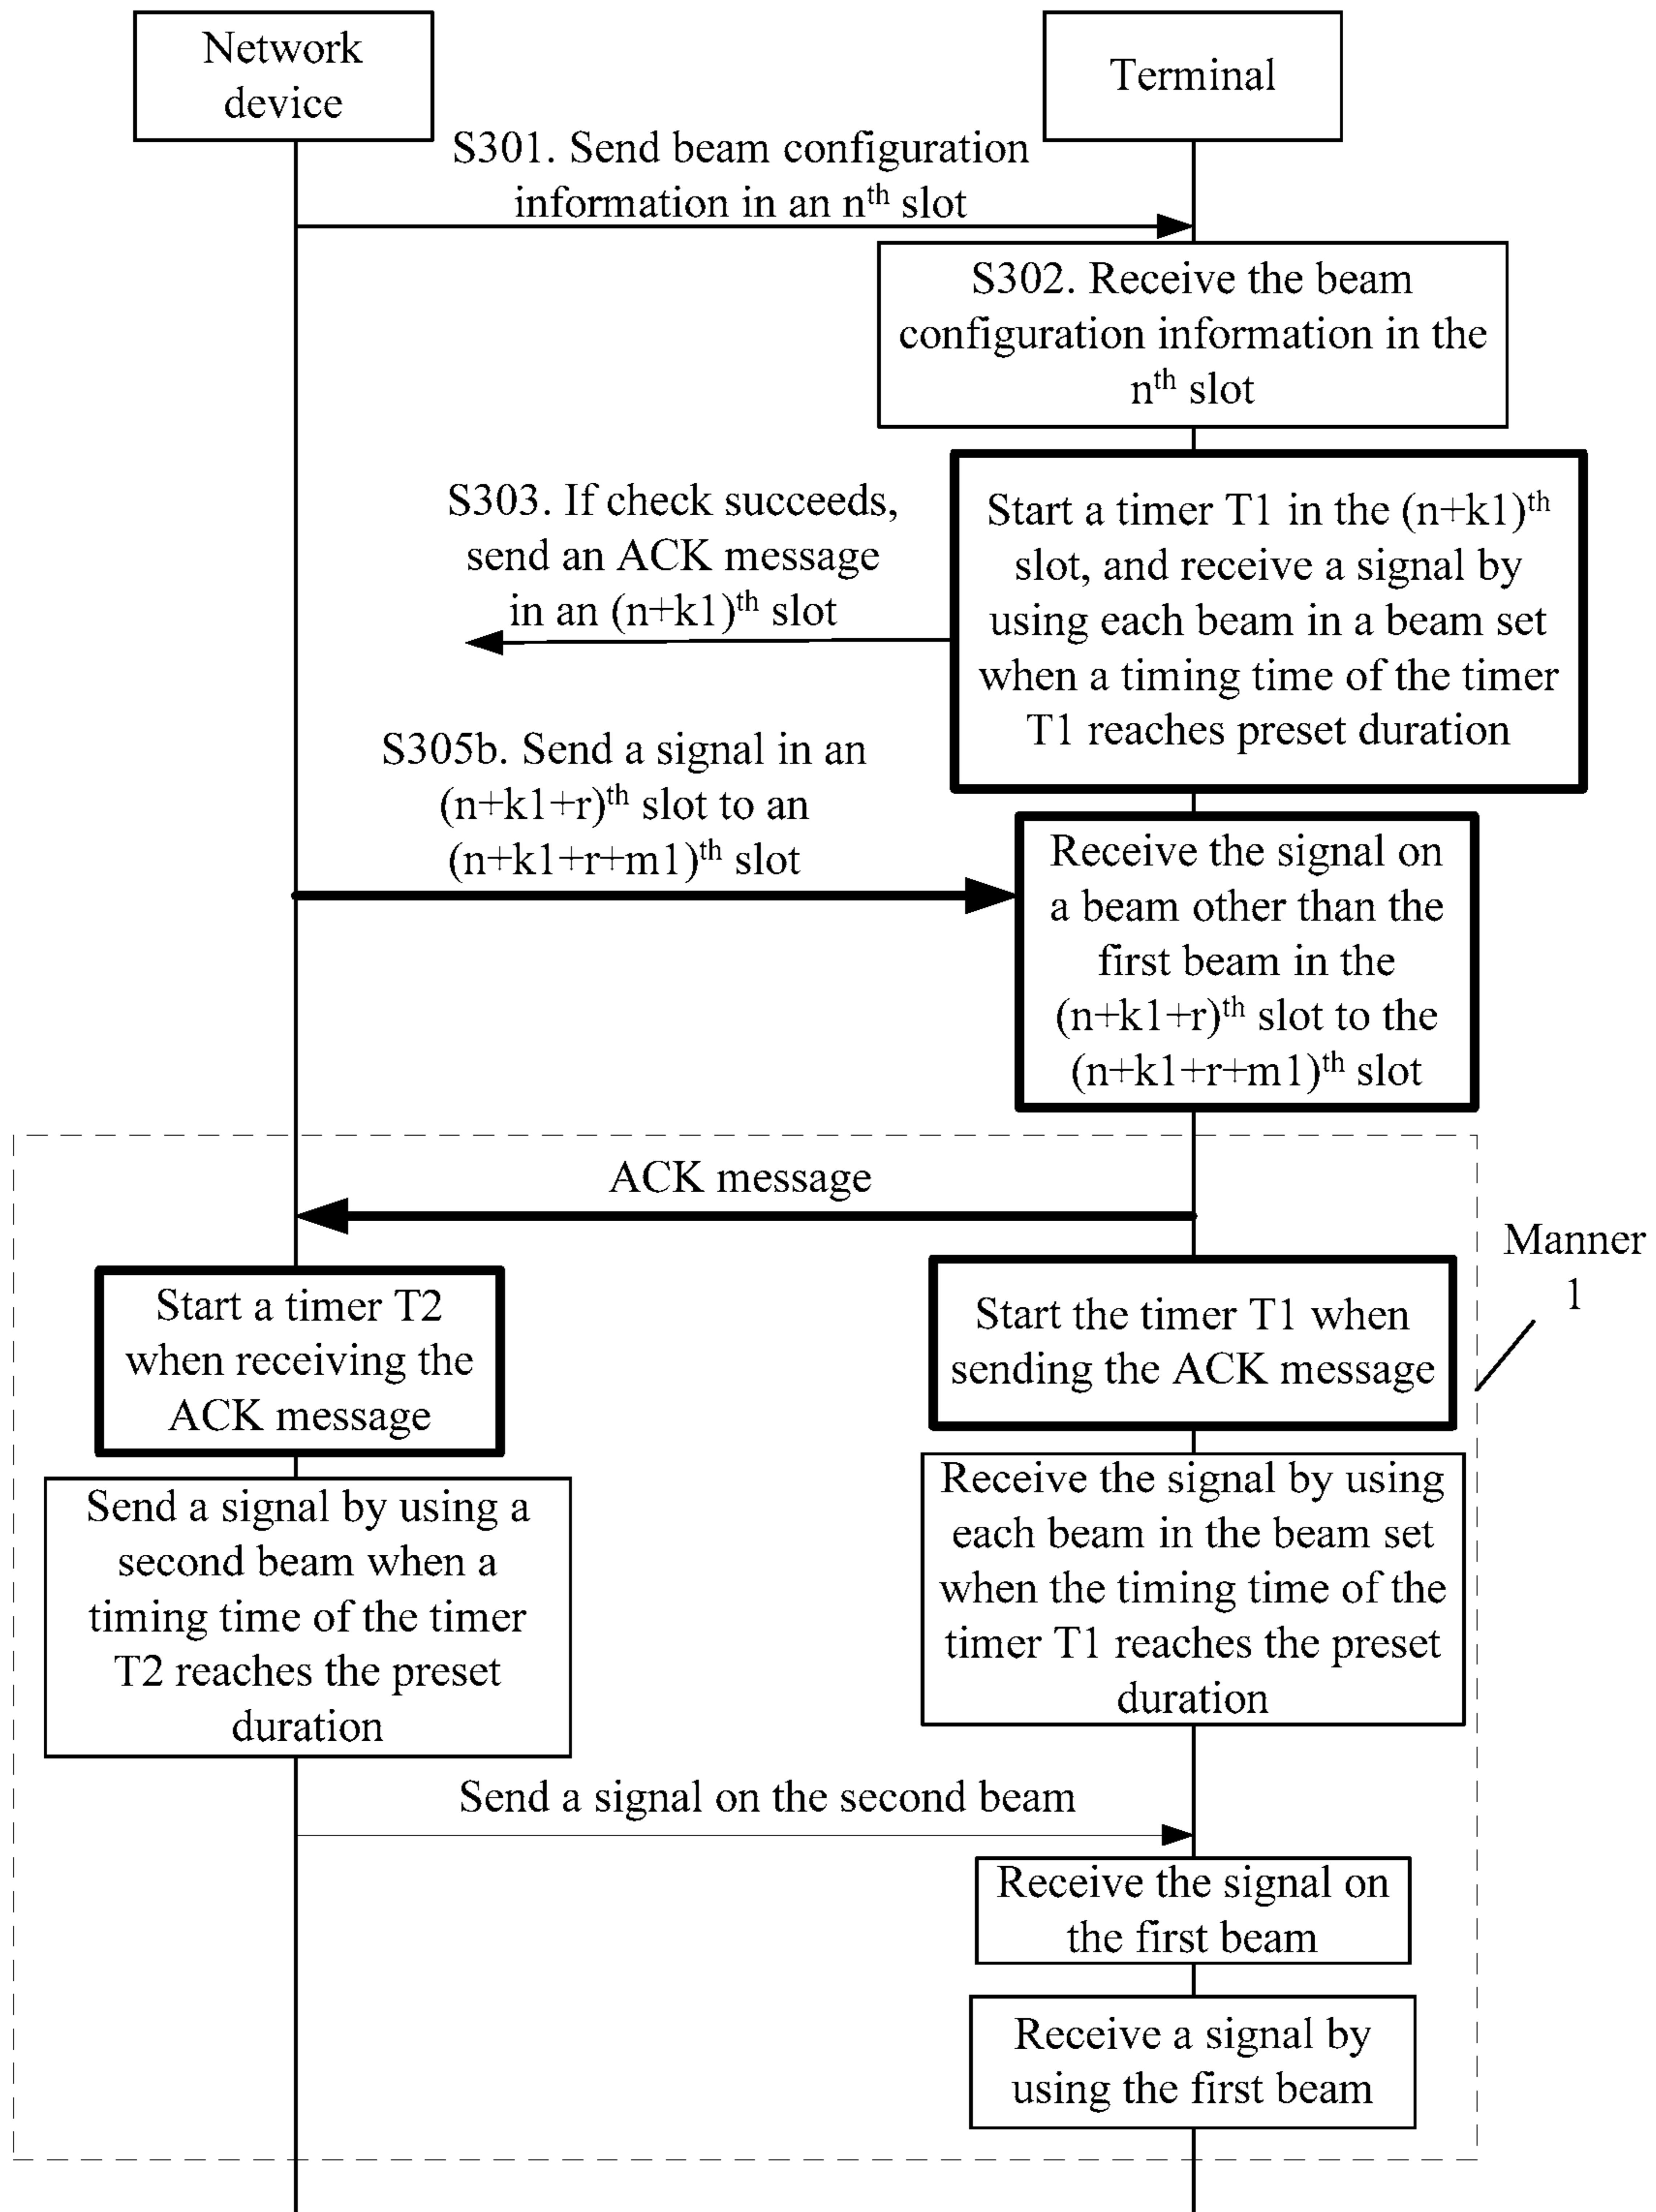 Network
device
Terminal
S301. Send beam configuration
information in an nth slot
S302. Receive the beam
configuration information in the
nth slot
S303. If check succeeds,
send an ACK message
in an (n+k1)th slot
Start a timer T1 in the (n+k1)th
slot, and receive a signal by
using each beam in a beam set
when a timing time of the timer
T1 reaches preset duration
S305b. Send a signal in an
(n+k1+r)th slot to an
(n+k1+r+m1)th slot
Receive the signal on
a beam other than the
first beam in the
(n+k1+r)th slot to the
(n+k1+r+m1)th slot
ACK message
Manner
1
Start a timer T2
when receiving the
ACK message
Start the timer T1 when
sending the ACK message
Send a signal by using a
second beam when a
timing time of the timer
T2 reaches the preset
duration
Receive the signal by using
each beam in the beam set
when the timing time of the
timer T1 reaches the preset
duration
Send a signal on the second beam
Receive the signal on
the first beam
Receive a signal by
using the first beam